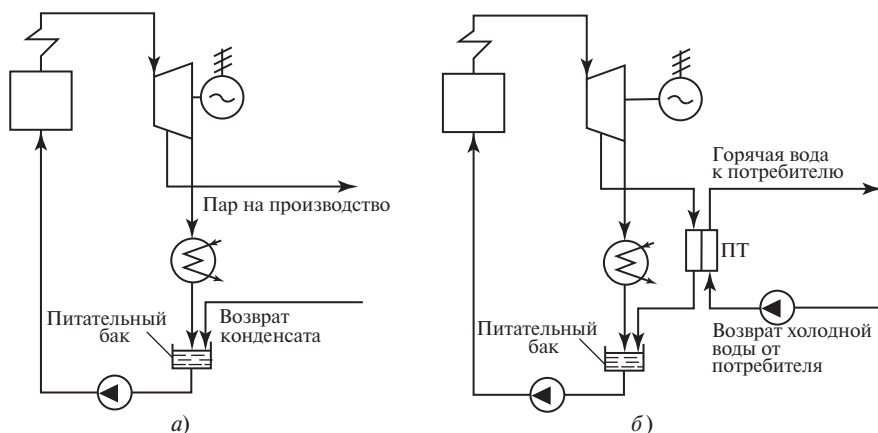 Пар на производство
Возврат
конденсата
Питательный
бак
а)
Горячая вода
к потребителю
ПТ
Питательный
бак
Возврат холодной
воды от
потребителя
б)